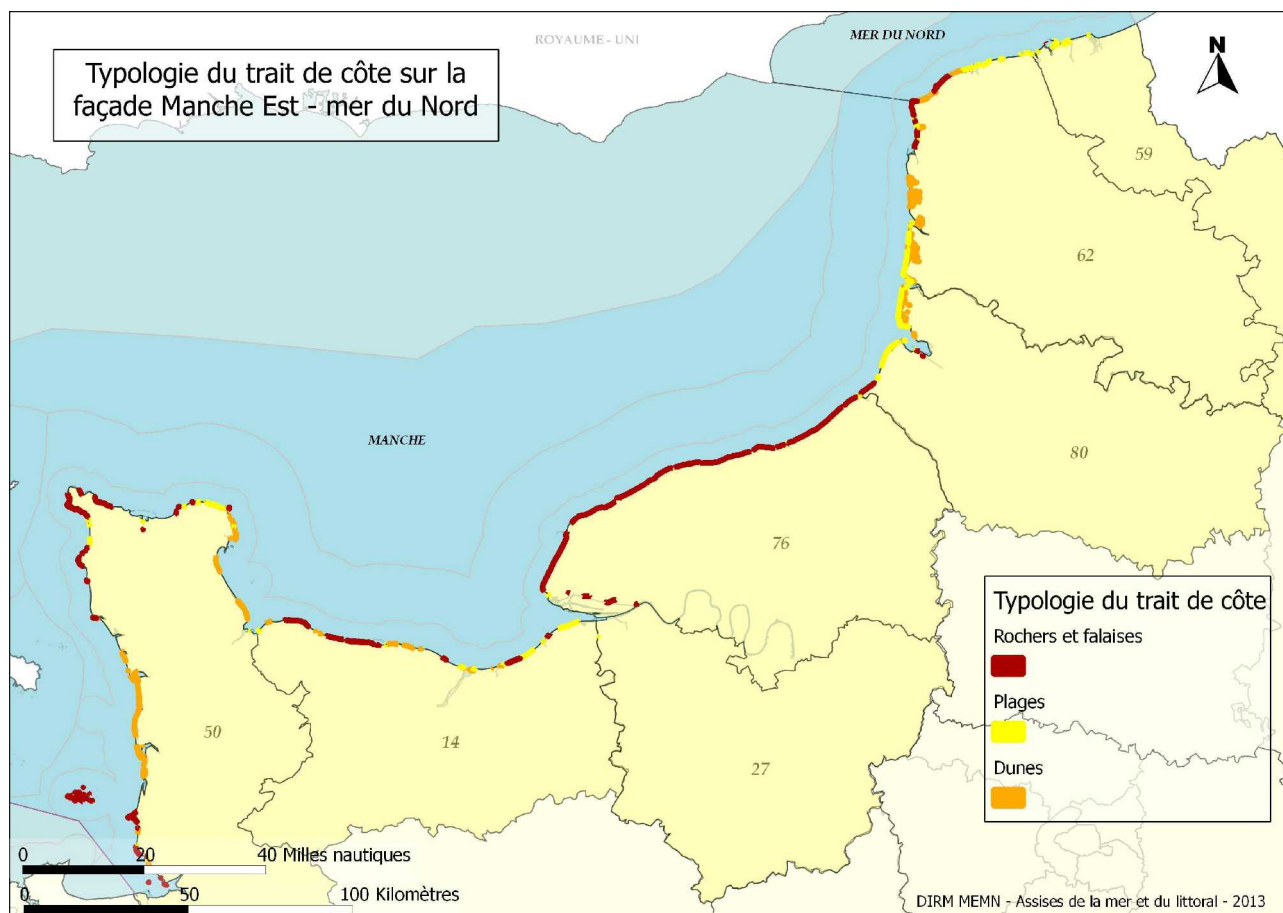 Typologie du trait de côte sur la
façade Manche Est - mer du Nord
ROYAUME - UNI
MER DU NORD
N
59
62
MANCHE
80
76
50
14
27
Typologie du trait de côte
Rochers et falaises
Plages
Dunes
0 20 40 Milles nautiques
0 50 100 Kilomètres
DIRM MEMN - Assises de la mer et du littoral - 2013